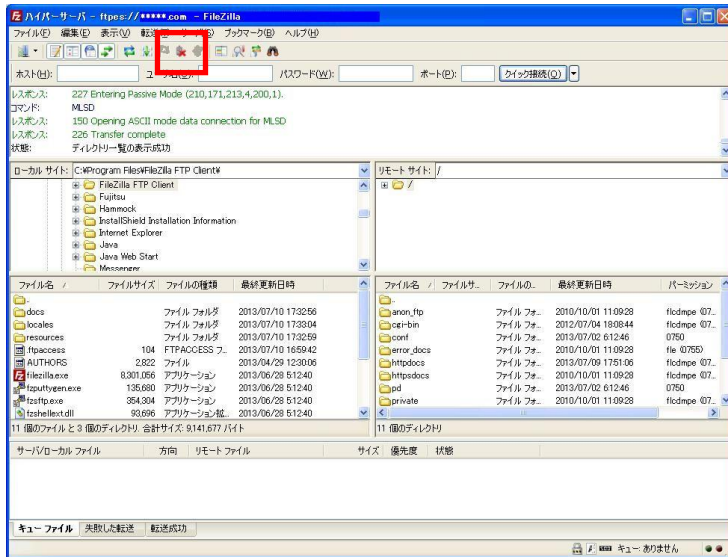 ハイパーサーバ - ftpes://*****.com - FileZilla
ファイル(F) 編集(E) 表示(V) 転送 ブックマーク(B) ヘルプ(H)
ホスト(H): パスワード(W): ポート(P): クイック接続(Q)
レスポンス: 227 Entering Passive Mode (210,171,213,4,200,1).
コマンド: MLSD
レスポンス: 150 Opening ASCII mode data connection for MLSD
レスポンス: 226 Transfer complete
状態: ディレクトリ一覧の表示成功
ローカル サイト: C:¥Program Files¥FileZilla FTP Client¥
FileZilla FTP Client
Fujitsu
Hammock
InstallShield Installation Information
Internet Explorer
Java
Java Web Start
Messenger
リモート サイト: /
/
ファイル名 / ファイルサイズ ファイルの種類 最終更新日時
..
docs ファイル フォルダ 2013/07/10 17:32:56
locales ファイル フォルダ 2013/07/10 17:33:04
resources ファイル フォルダ 2013/07/10 17:32:59
.ftpaccess 104 FTPACCESS フ... 2013/07/10 16:59:42
AUTHORS 2,822 ファイル 2013/04/29 12:30:06
filezilla.exe 8,301,056 アプリケーション 2013/06/28 5:12:40
fzputtygen.exe 135,680 アプリケーション 2013/06/28 5:12:40
fzsftp.exe 354,304 アプリケーション 2013/06/28 5:12:40
fzshellext.dll 93,696 アプリケーション拡... 2013/06/28 5:12:40
11 個のファイル と 3 個のディレクトリ. 合計サイズ: 9,141,677 バイト
ファイル名 / ファイルサ... ファイルの... 最終更新日時 パーミッション
..
anon_ftp ファイル フォ... 2010/10/01 11:09:28 flcdmpe (07...
cgi-bin ファイル フォ... 2012/07/04 18:08:44 flcdmpe (07...
conf ファイル フォ... 2013/07/02 6:12:46 0750
error_docs ファイル フォ... 2010/10/01 11:09:28 fle (0755)
httpdocs ファイル フォ... 2013/07/09 17:51:06 flcdmpe (07...
httpsdocs ファイル フォ... 2010/10/01 11:09:28 flcdmpe (07...
pd ファイル フォ... 2013/07/02 6:12:46 0750
private ファイル フォ... 2010/10/01 11:09:28 flcdmpe (07...
11 個のディレクトリ
サーバ/ローカル ファイル 方向 リモート ファイル サイズ 優先度 状態
キュー ファイル 失敗した転送 転送成功
キュー: ありません